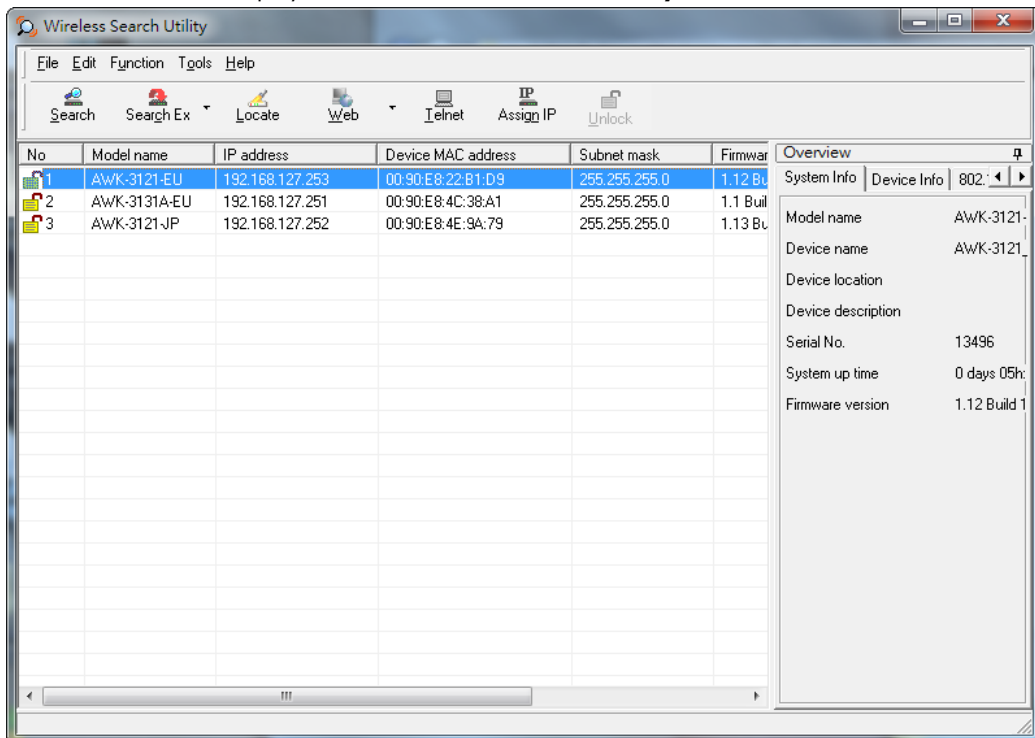 Wireless Search Utility
File Edit Function Tools Help
Search Search Ex Locate Web Telnet Assign IP Unlock
IP
No Model name IP address Device MAC address Subnet mask Firmwar
1 AWK-3121-EU 192.168.127.253 00:90:E8:22:B1:D9 255.255.255.0 1.12 Bu
2 AWK-3131A-EU 192.168.127.251 00:90:E8:4C:38:A1 255.255.255.0 1.1 Buil
3 AWK-3121-JP 192.168.127.252 00:90:E8:4E:9A:79 255.255.255.0 1.13 Bu
Overview
System Info Device Info 802.
Model name AWK-3121-
Device name AWK-3121_
Device location
Device description
Serial No. 13496
System up time 0 days 05h:
Firmware version 1.12 Build 1